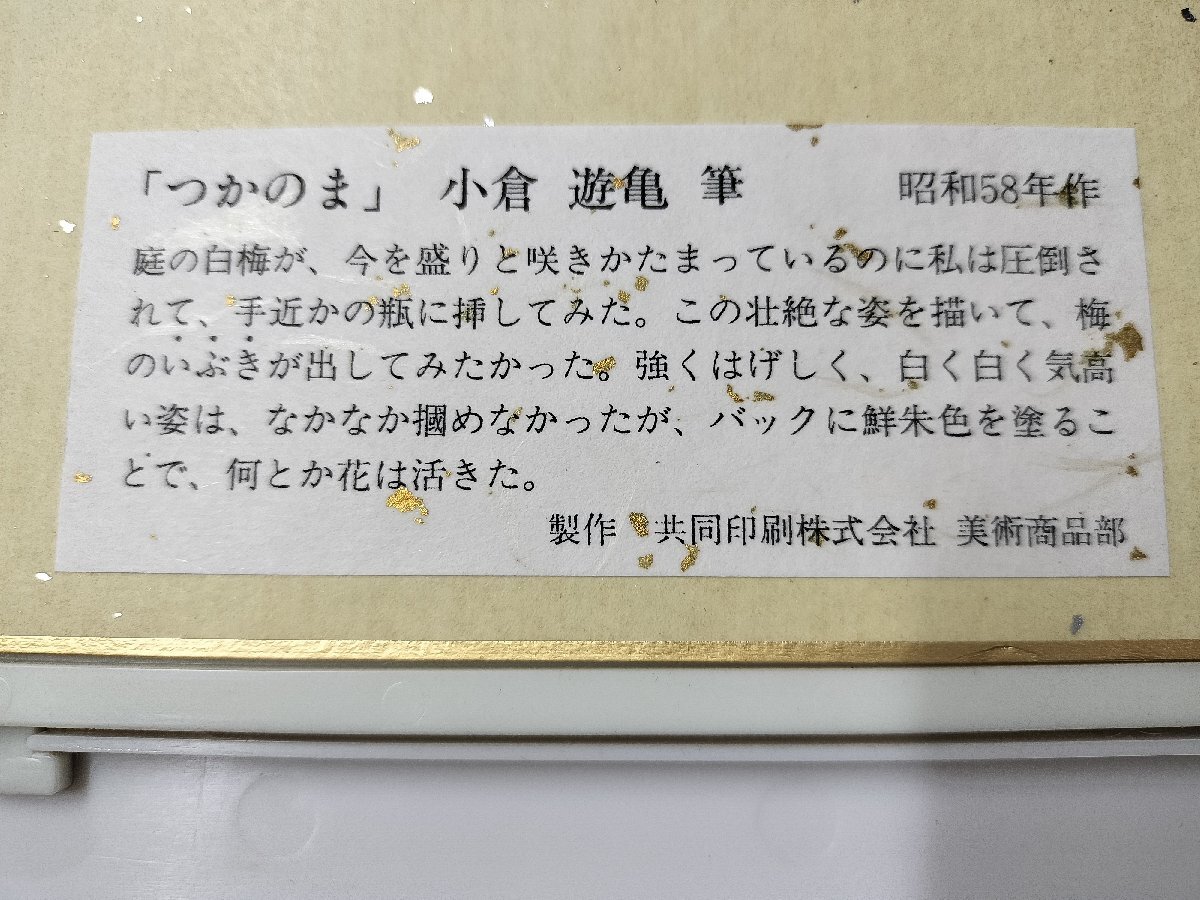 「つかのま」 小倉 遊亀 筆 昭和58年作
庭の白梅が、今を盛りと咲きかたまっているのに私は圧倒さ
れて、手近かの瓶に挿してみた。この壮絶な姿を描いて、梅
のいぶきが出してみたかった。強くはげしく、白く白く気高
い姿は、なかなか摑めなかったが、バックに鮮朱色を塗るこ
とで、何とか花は活きた。
製作 共同印刷株式会社 美術商品部